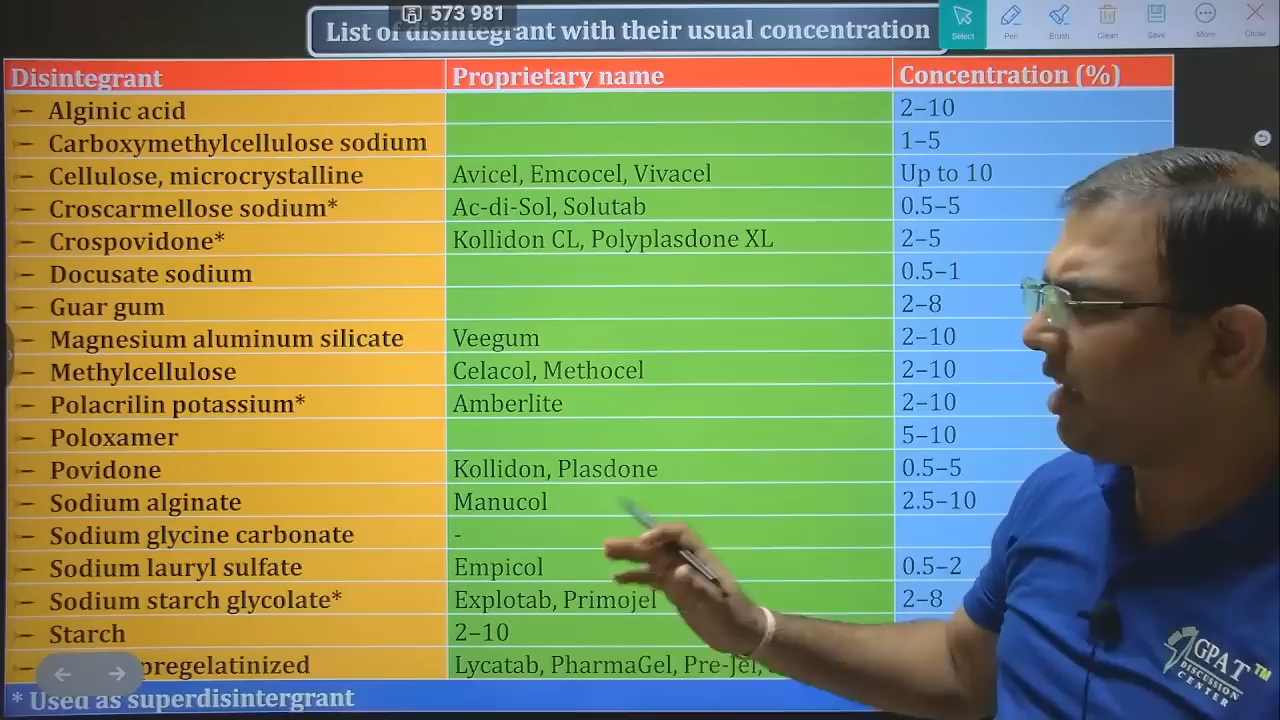 573 981
List of disintegrant with their usual concentration
Select Pen Brush Clean Save More Close
Disintegrant Proprietary name Concentration (%)
– Alginic acid 2–10
– Carboxymethylcellulose sodium 1–5
– Cellulose, microcrystalline Avicel, Emcocel, Vivacel Up to 10
– Croscarmellose sodium* Ac-di-Sol, Solutab 0.5–5
– Crospovidone* Kollidon CL, Polyplasdone XL 2–5
– Docusate sodium 0.5–1
– Guar gum 2–8
– Magnesium aluminum silicate Veegum 2–10
– Methylcellulose Celacol, Methocel 2–10
– Polacrilin potassium* Amberlite 2–10
– Poloxamer 5–10
– Povidone Kollidon, Plasdone 0.5–5
– Sodium alginate Manucol 2.5–10
– Sodium glycine carbonate -
– Sodium lauryl sulfate Empicol 0.5–2
– Sodium starch glycolate* Explotab, Primojel 2–8
– Starch 2–10
pregelatinized Lycatab, PharmaGel, Pre-Jel,
* Used as superdisintergrant
GPAT TM
DISCUSSION
CENTER